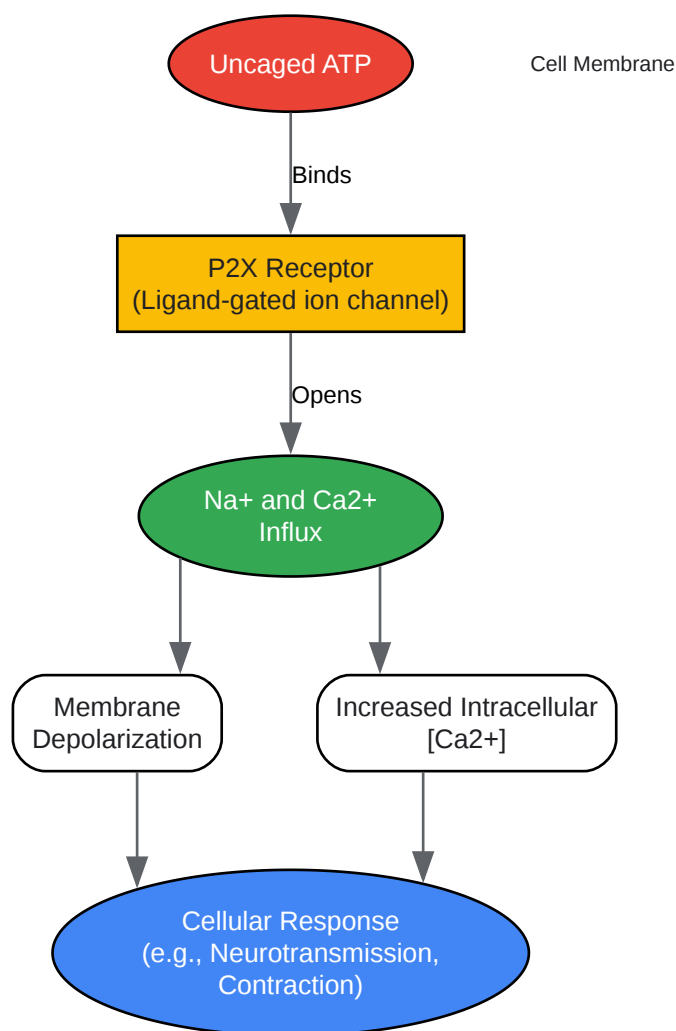 Uncaged ATP
Cell Membrane
Binds
P2X Receptor
(Ligand-gated ion channel)
Opens
Na+ and Ca2+
Influx
Membrane
Depolarization
Increased Intracellular
[Ca2+]
Cellular Response
(e.g., Neurotransmission,
Contraction)